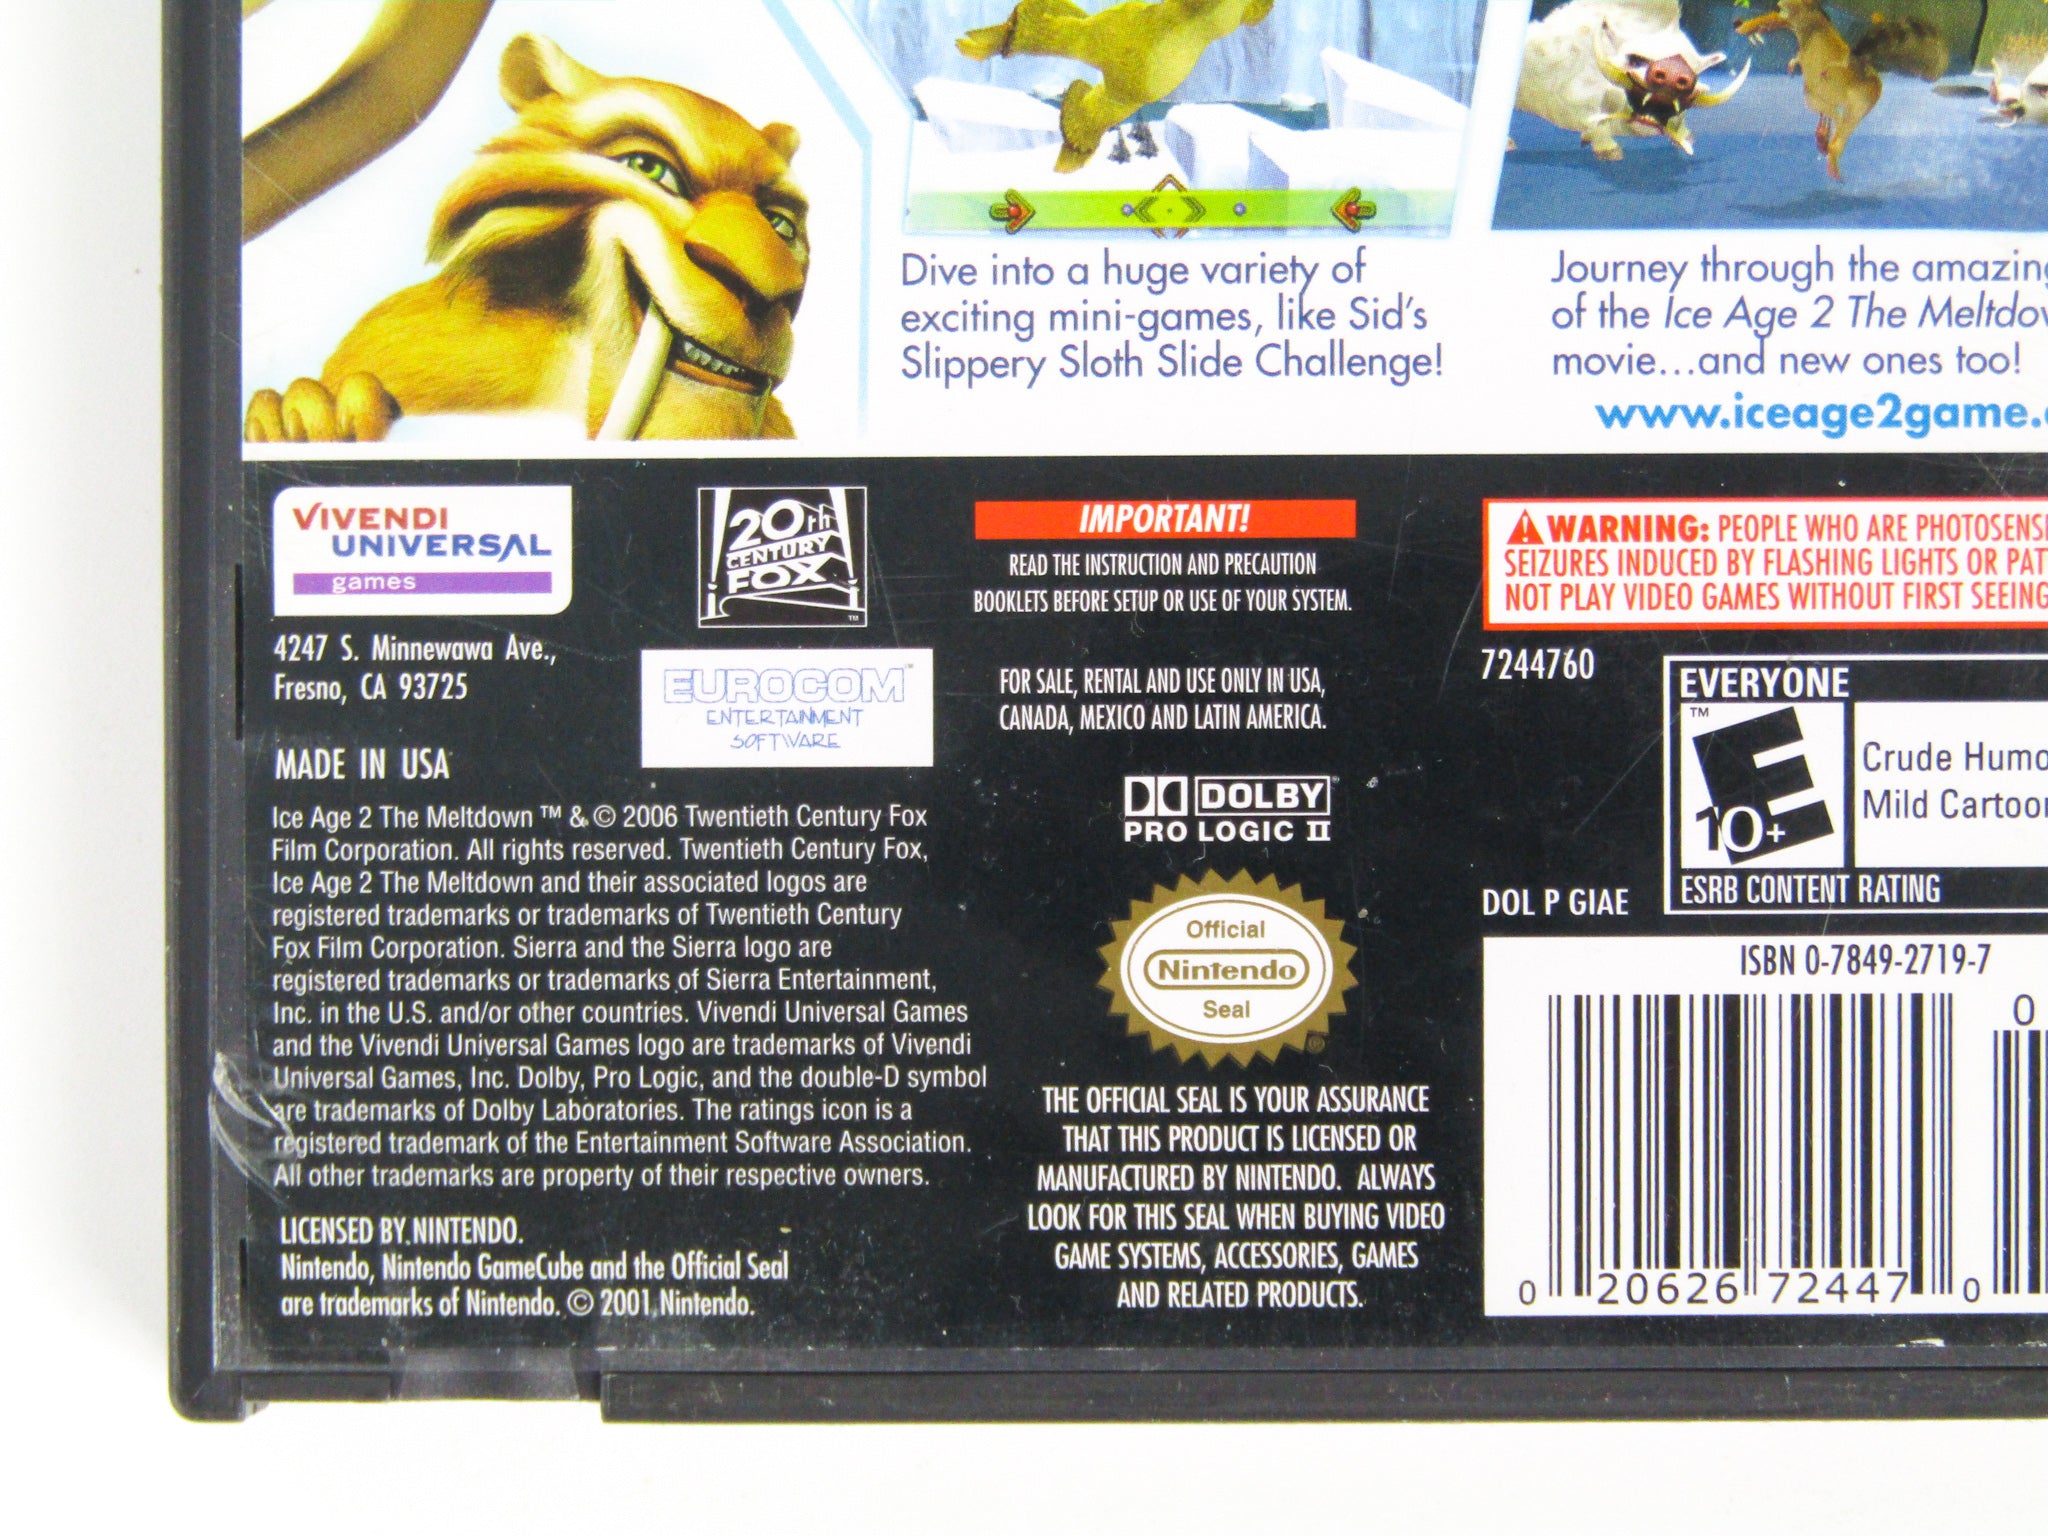 Dive into a huge variety of
exciting mini-games, like Sid's
Slippery Sloth Slide Challenge!
Journey through the
of the Ice Age 2 The
movie...and new ones too!
www.iceage2game.
VIVENDI
UNIVERSAL
games
4247 S. Minnewawa Ave.,
Fresno, CA 93725
MADE IN USA
20th
CENTURY
FOX
TM
EUROCOM™
ENTERTAINMENT
SOFTWARE
Ice Age 2 The Meltdown ™ & © 2006 Twentieth Century Fox
Film Corporation. All rights reserved. Twentieth Century Fox,
Ice Age 2 The Meltdown and their associated logos are
registered trademarks or trademarks of Twentieth Century
Fox Film Corporation. Sierra and the Sierra logo are
registered trademarks or trademarks of Sierra Entertainment,
Inc. in the U.S. and/or other countries. Vivendi Universal Games
and the Vivendi Universal Games logo are trademarks of Vivendi
Universal Games, Inc. Dolby, Pro Logic, and the double-D symbol
are trademarks of Dolby Laboratories. The ratings icon is a
registered trademark of the Entertainment Software Association.
All other trademarks are property of their respective owners.
LICENSED BY NINTENDO.
Nintendo, Nintendo GameCube and the Official Seal
are trademarks of Nintendo. © 2001 Nintendo.
IMPORTANT!
READ THE INSTRUCTION AND PRECAUTION
BOOKLETS BEFORE SETUP OR USE OF YOUR SYSTEM.
FOR SALE, RENTAL AND USE ONLY IN USA,
CANADA, MEXICO AND LATIN AMERICA.
DOLBY
PRO LOGIC II
Official
Nintendo
Seal
THE OFFICIAL SEAL IS YOUR ASSURANCE
THAT THIS PRODUCT IS LICENSED OR
MANUFACTURED BY NINTENDO. ALWAYS
LOOK FOR THIS SEAL WHEN BUYING VIDEO
GAME SYSTEMS, ACCESSORIES, GAMES
AND RELATED PRODUCTS.
WARNING: PEOPLE WHO ARE
SEIZURES INDUCED BY FLASHING LIGHTS OR
NOT PLAY VIDEO GAMES WITHOUT FIRST SEEING
7244760
EVERYONE
TM
E
10+
Crude
Mild
ESRB CONTENT RATING
DOL P GIAE
ISBN 0-7849-2719-7
0
0 20626 72447 0